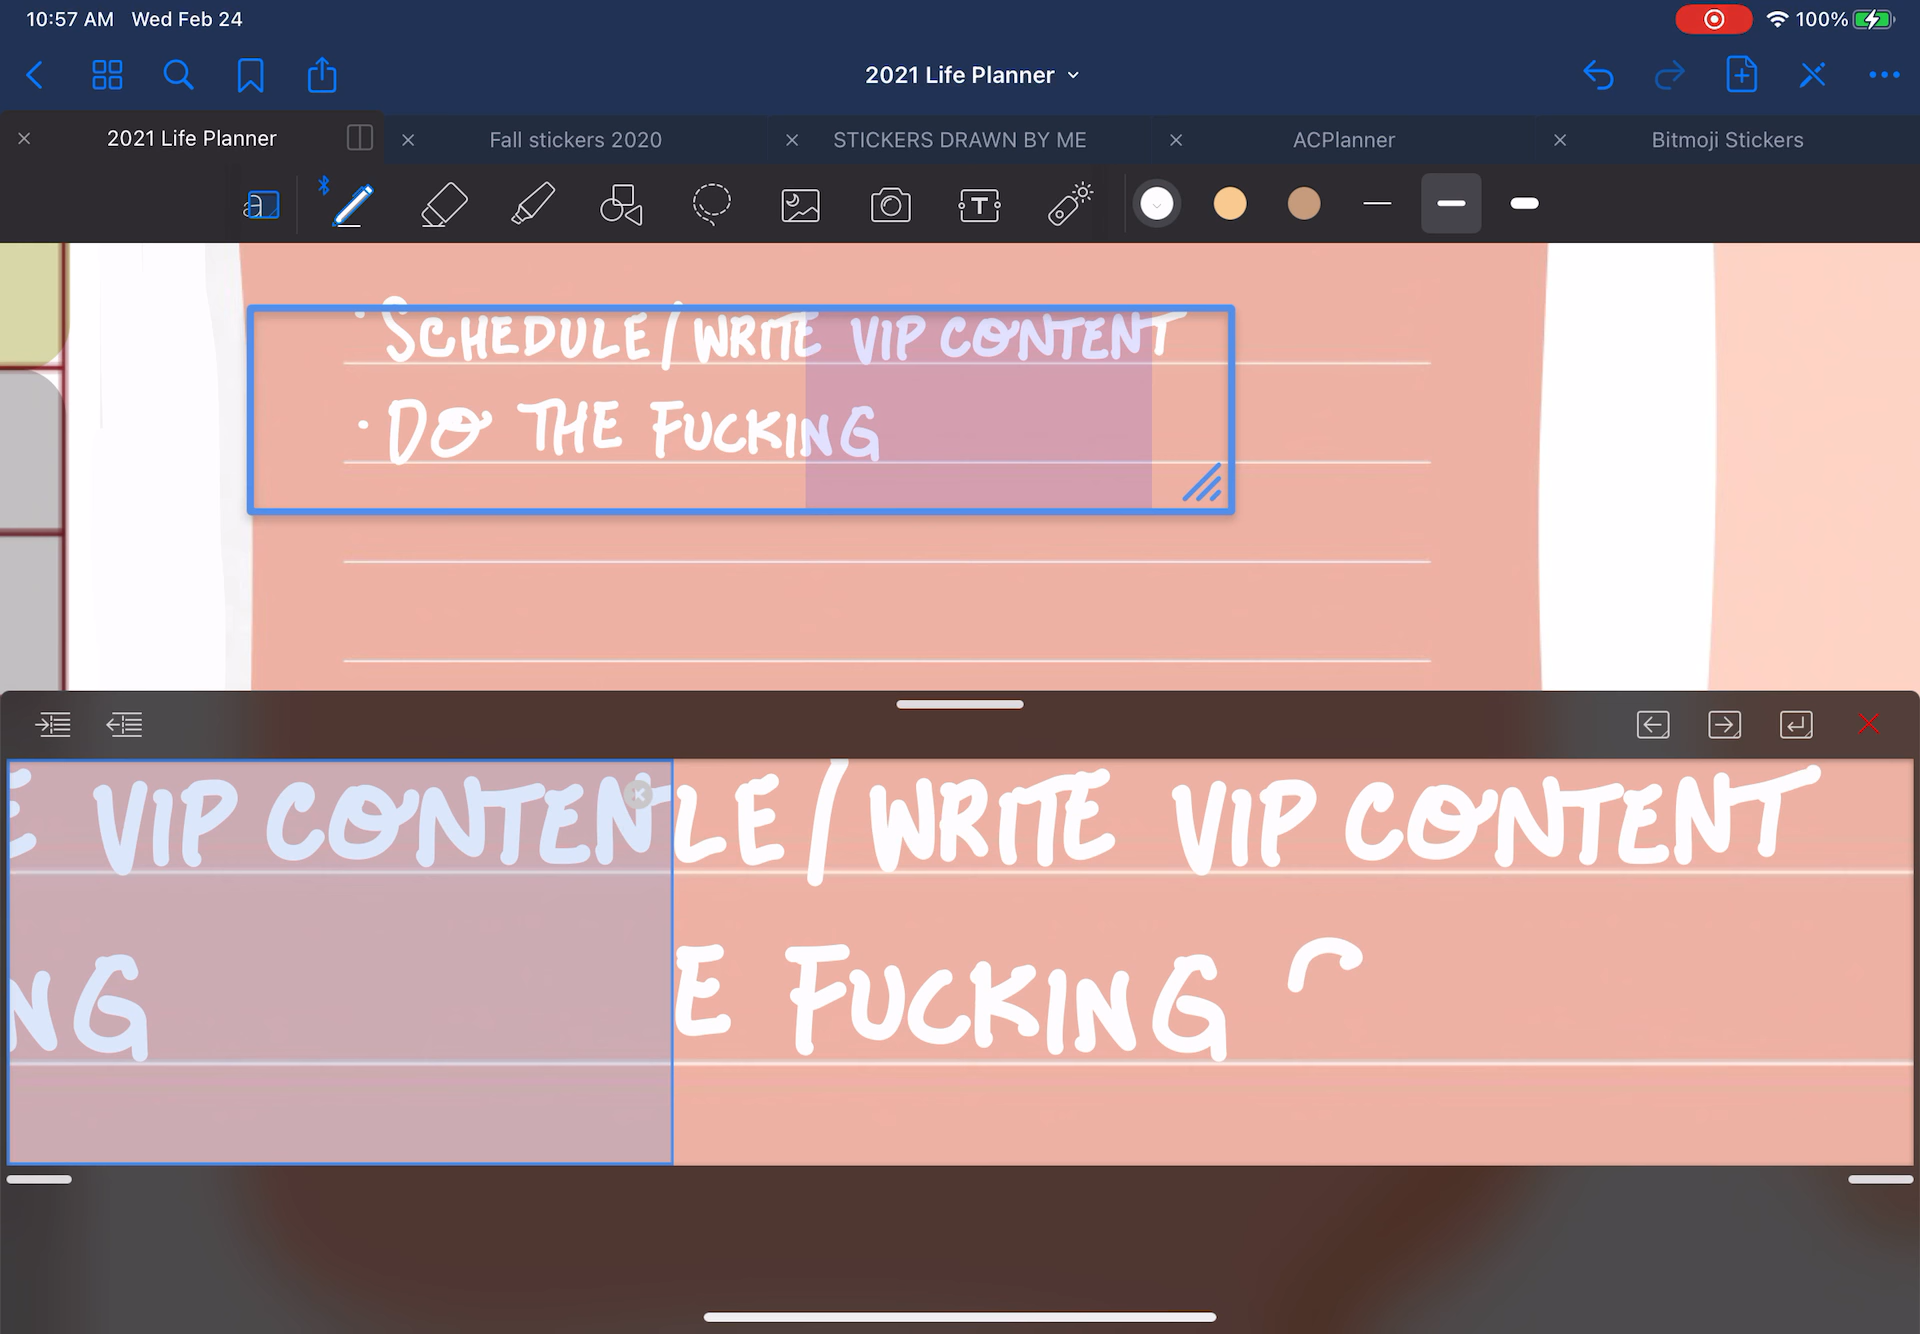 10:57 AM Wed Feb 24
100%
2021 Life Planner
2021 Life Planner
Fall stickers 2020
STICKERS DRAWN BY ME
ACPlanner
Bitmoji Stickers
a
T
· SCHEDULE/WRITE VIP CONTENT
· DO THE FUCKING
E VIP CONTEN
LE/WRITE VIP CONTENT
NG
E FUCKING